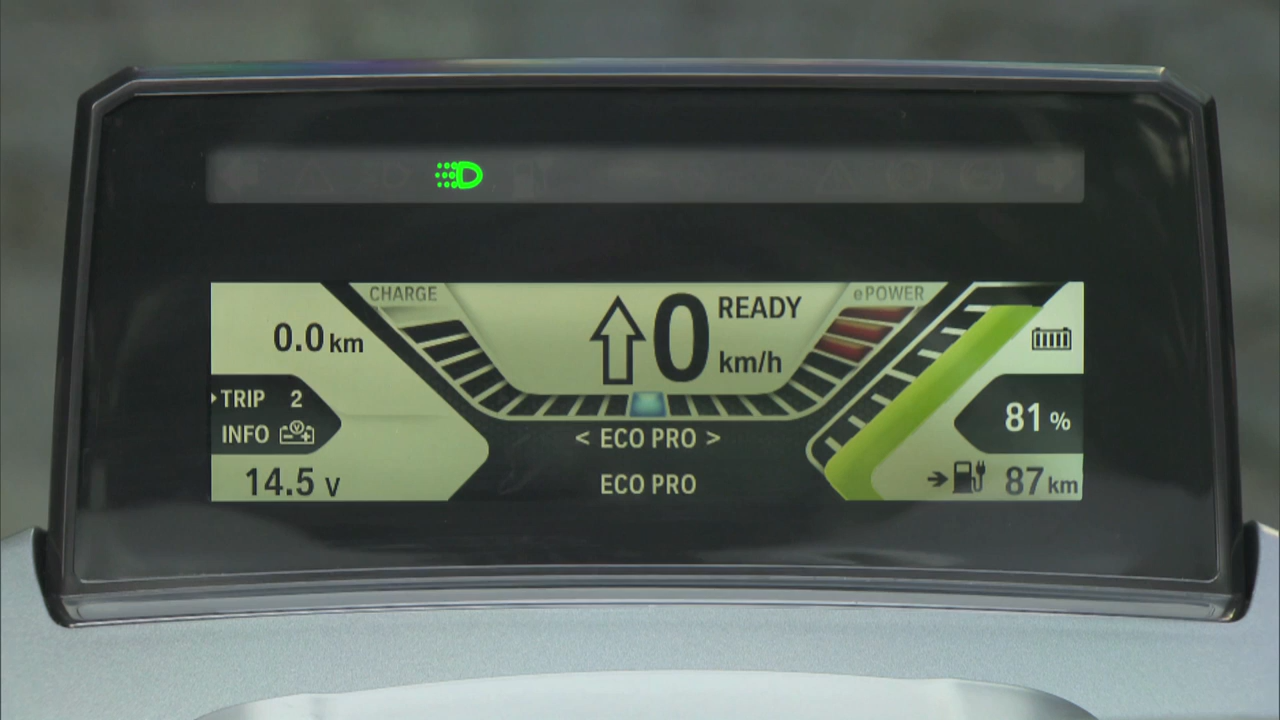 CHARGE
ePOWER
0.0 km
0
READY
km/h
TRIP 2
INFO
14.5 V
< ECO PRO >
ECO PRO
81 %
87 km